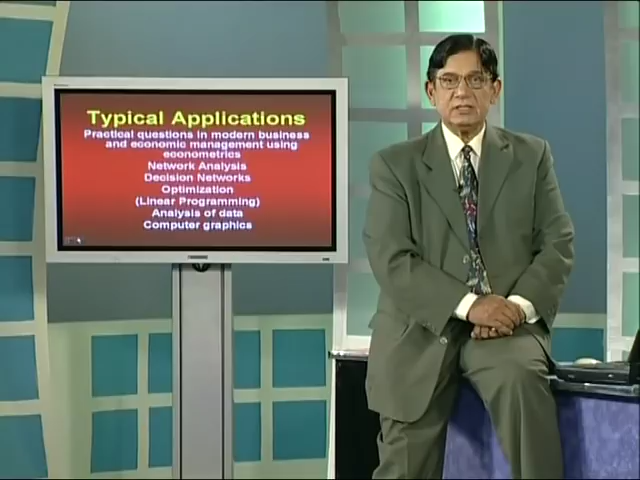 Typical Applications
Practical questions in modern business
and economic management using
econometrics
Network Analysis
Decision Networks
Optimization
(Linear Programming)
Analysis of data
Computer graphics